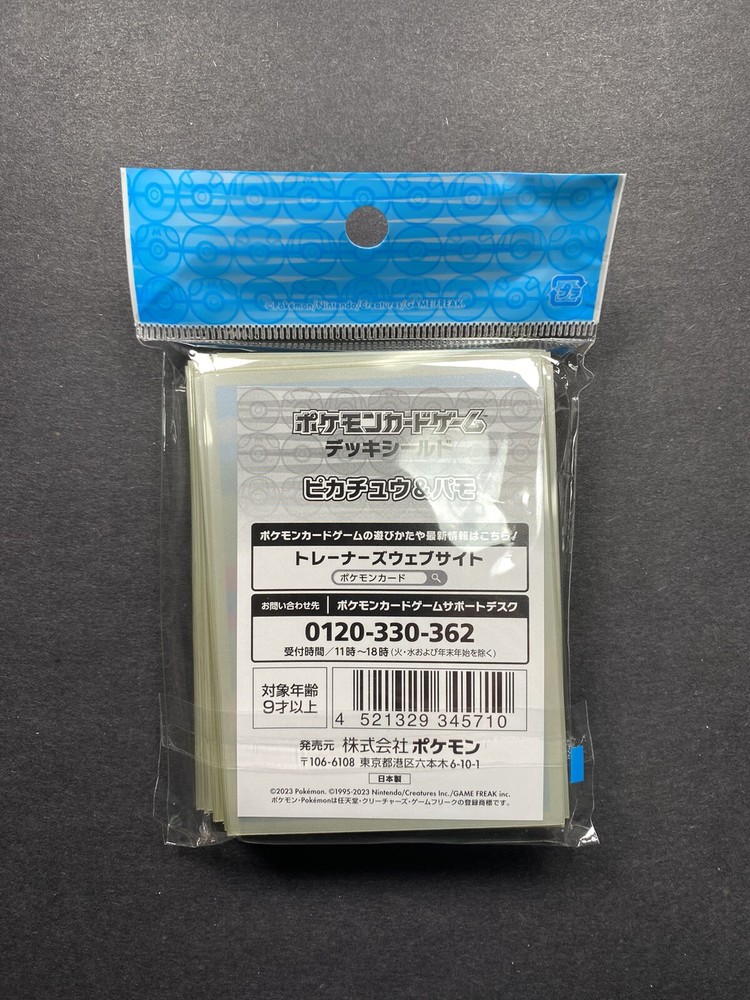 ©Pokémon/Nintendo/Creatures/GAME FREAK.
プラ
ポケモンカードゲーム
デッキシールド
ピカチュウ&パモ
ポケモンカードゲームの遊びかたや最新情報はこちら!
トレーナーズウェブサイト
ポケモンカード
お問い合わせ先 ポケモンカードゲームサポートデスク
0120-330-362
受付時間/11時~18時(火・水および年末年始を除く)
対象年齢
9才以上
4 521329 345710
発売元 株式会社ポケモン
〒106-6108 東京都港区六本木6-10-1
日本製
©2023 Pokémon. ©1995-2023 Nintendo/Creatures Inc./GAME FREAK inc.
ポケモン・Pokémonは任天堂・クリーチャーズ・ゲームフリークの登録商標です。